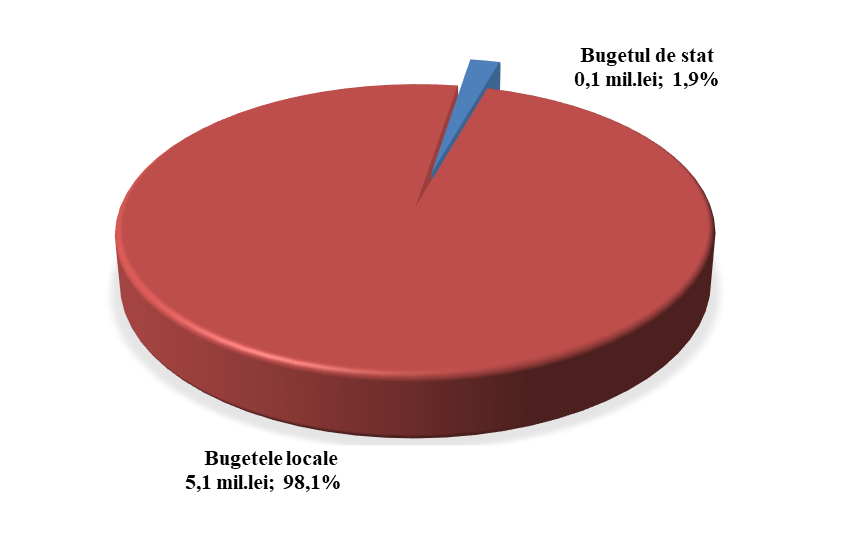 Bugetul de stat
0,1 mil.lei; 1,9%
Bugetele locale
5,1 mil.lei; 98,1%